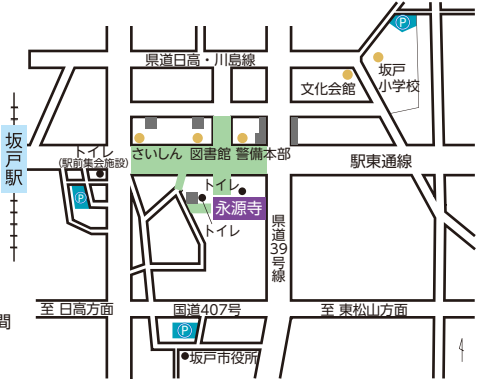 Ⓟ
県道日高・川島線
坂戸
小学校
文化会館
坂戸駅
トイレ
(駅前集会施設)
さいしん
図書館
警備本部
駅東通線
Ⓟ
トイレ
永源寺
トイレ
県道39号線
間
至 日高方面
国道407号
至 東松山方面
Ⓟ
坂戸市役所
4